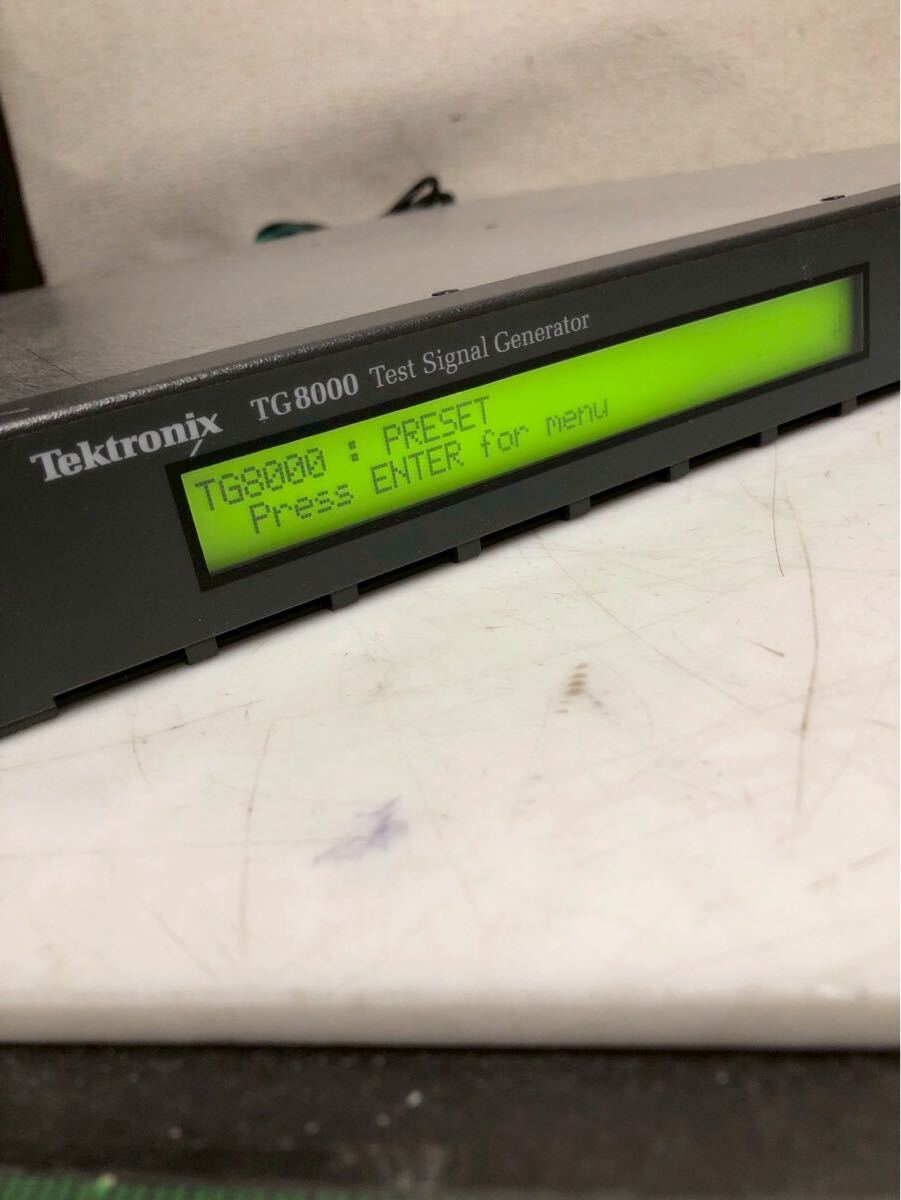 Tektronix TG8000 Test Signal Generator
TG8000 : PRESET
Press ENTER for menu